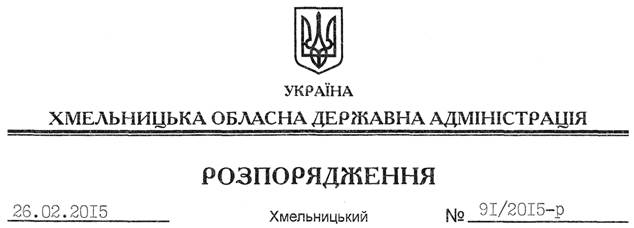 УКРАЇНА
ХМЕЛЬНИЦЬКА ОБЛАСНА ДЕРЖАВНА АДМІНІСТРАЦІЯ
РОЗПОРЯДЖЕННЯ
26.02.2015 Хмельницький № 91/2015-р